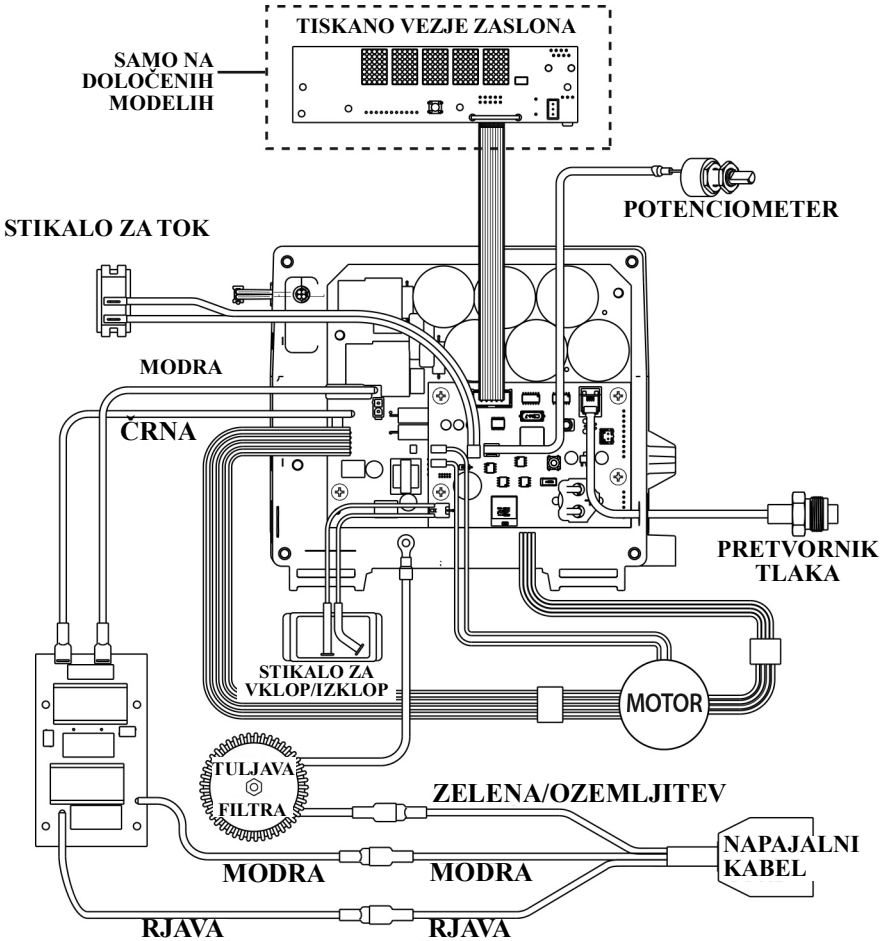 TISKANO VEZJE ZASLONA
SAMO NA
DOLOČENIH
MODELIH
POTENCIOMETER
STIKALO ZA TOK
MODRA
ČRNA
PRETVORNIK
TLAKA
STIKALO ZA
VKLOP/IZKLOP
MOTOR
TULJAVA
FILTRA
ZELENA/OZEMLJITEV
NAPAJALNI
KABEL
MODRA
MODRA
RJAVA
RJAVA